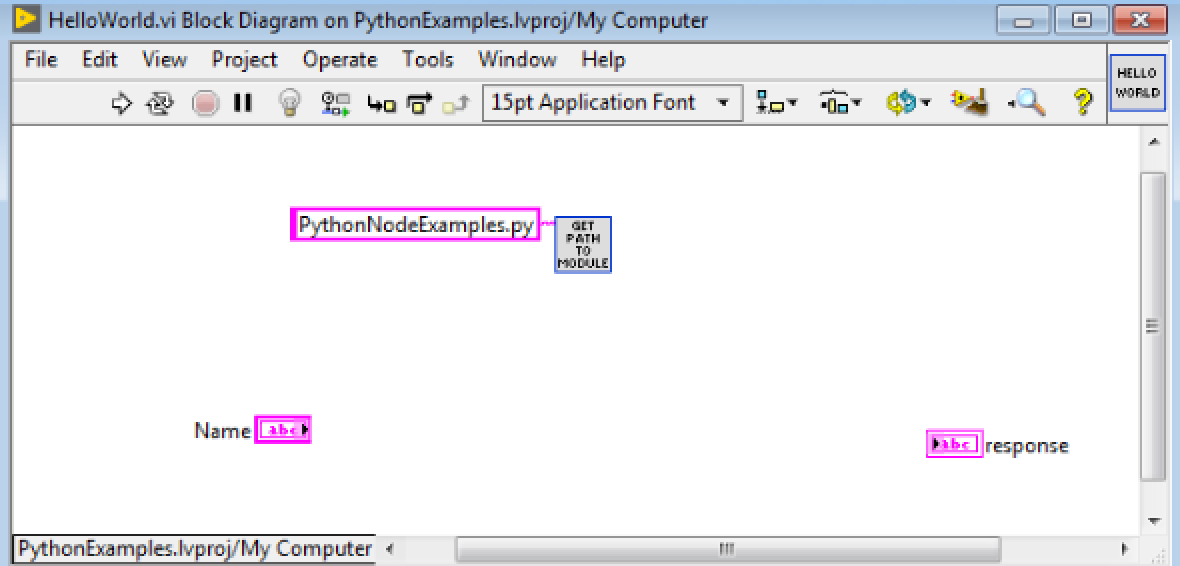 HelloWorld.vi Block Diagram on PythonExamples.lvproj/My Computer
File Edit View Project Operate Tools Window Help
HELLO
WORLD
15pt Application Font
PythonNodeExamples.py
GET
PATH
TO
MODULE
Name abc
abc response
PythonExamples.lvproj/My Computer